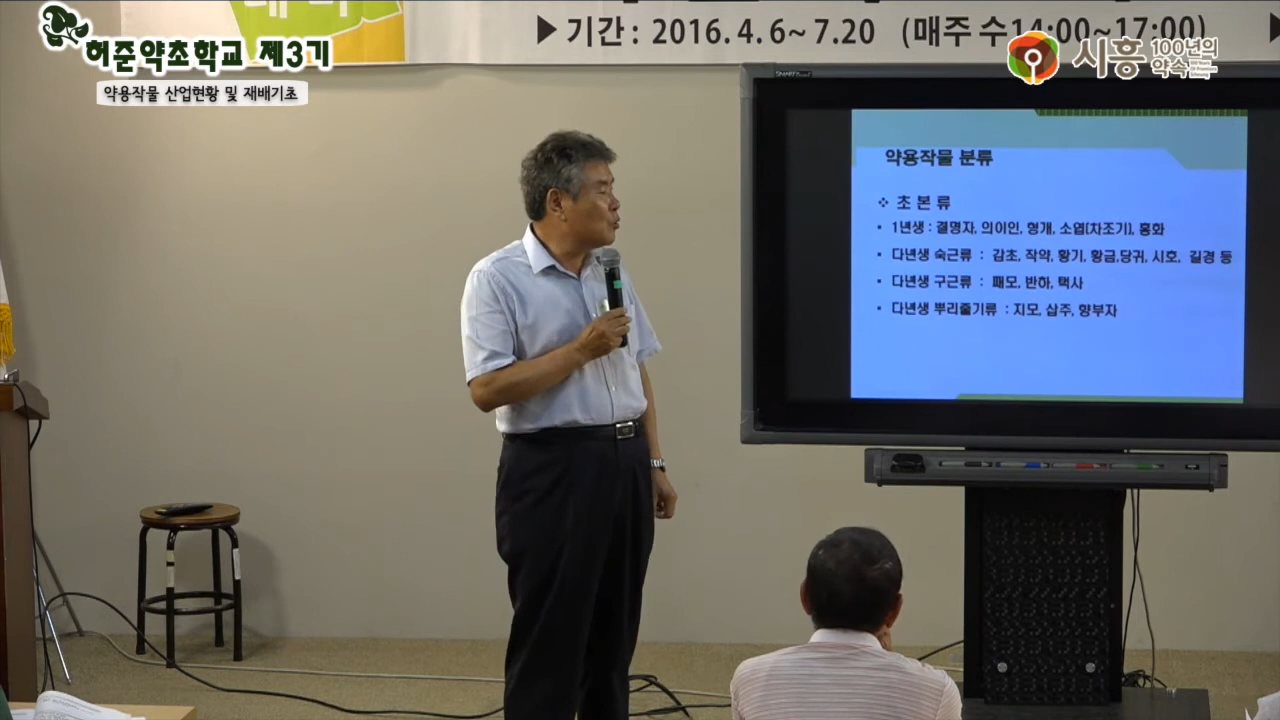 허준약초학교 제3기
약용작물 산업현황 및 재배기초
▶기간 : 2016. 4. 6~ 7.20 (매주 수14:00~17:00)
시흥 100년의 약속
약용작물 분류
❖ 초 본 류
▪ 1년생 : 결명자, 의이인, 형개, 소엽(차조기), 홍화
▪ 다년생 숙근류 : 감초, 작약, 황기, 황금,당귀, 시호, 길경 등
▪ 다년생 구근류 : 패모, 반하, 택사
▪ 다년생 뿌리줄기류 : 지모, 삽주, 향부자